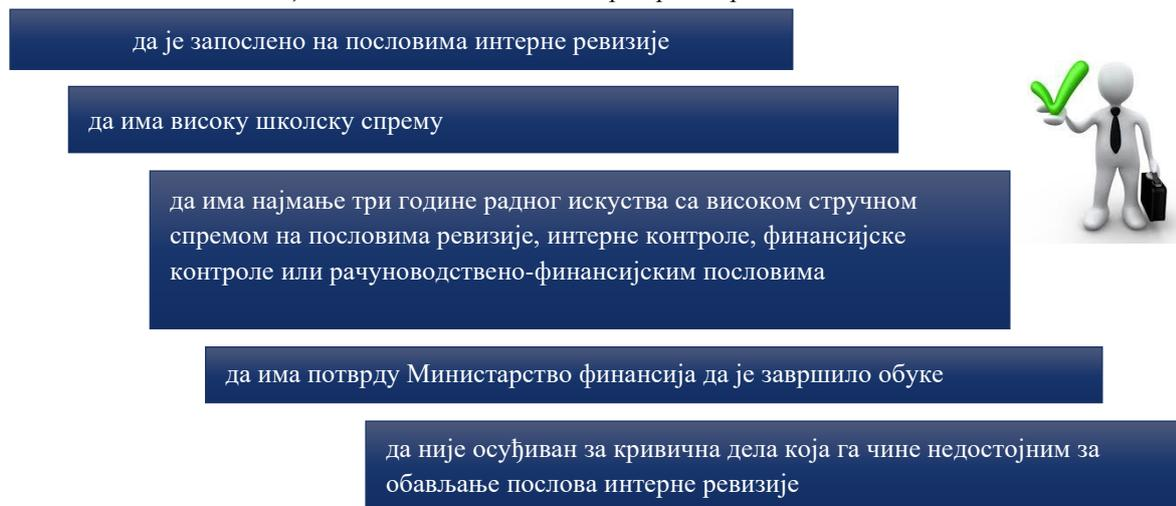 да је запослено на пословима интерне ревизије
да има високу школску спрему
да има најмање три године радног искуства са високом стручном
спремом на пословима ревизије, интерне контроле, финансијске
контроле или рачуноводствено-финансијским пословима
да има потврду Министарство финансија да је завршило обуке
да није осуђиван за кривична дела која га чине недостојним за
обављање послова интерне ревизије